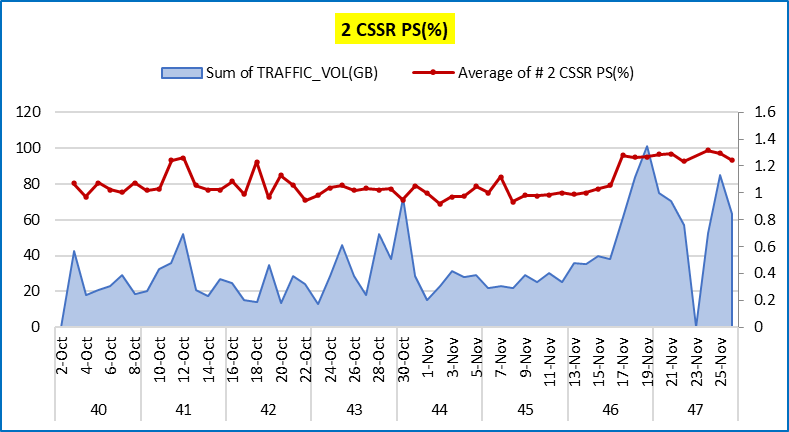 2 CSSR PS(%)
Sum of TRAFFIC_VOL(GB) Average of # 2 CSSR PS(%)
120 1.6
100 1.4
80 1.2
60 1
40 0.8
20 0.6
0 0.4
0.2
0
2-Oct 4-Oct 6-Oct 8-Oct 10-Oct 12-Oct 14-Oct 16-Oct 18-Oct 20-Oct 22-Oct 24-Oct 26-Oct 28-Oct 30-Oct 1-Nov 3-Nov 5-Nov 7-Nov 9-Nov 11-Nov 13-Nov 15-Nov 17-Nov 19-Nov 21-Nov 23-Nov 25-Nov
40 41 42 43 44 45 46 47